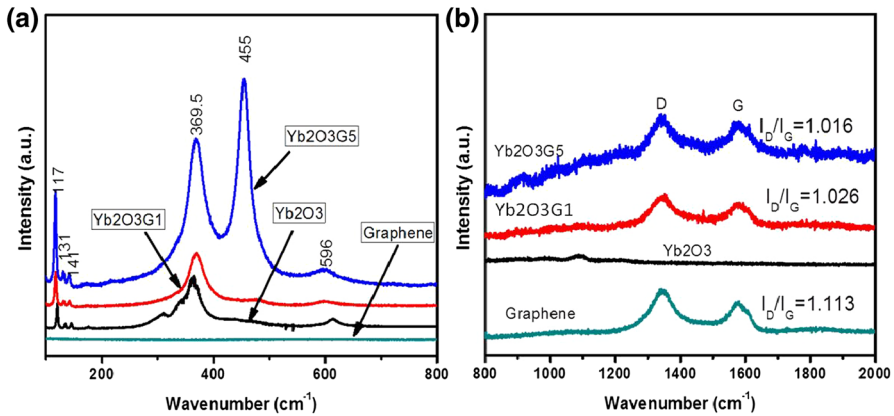 (a)
455
369.5
Yb2O3G5
117
Yb2O3G1
Yb2O3
Graphene
131
141
596
Intensity (a.u.)
200
400
600
800
Wavenumber (cm-1)
(b)
D
G
ID/IG=1.016
Yb2O3G5
ID/IG=1.026
Yb2O3G1
Yb2O3
ID/IG=1.113
Graphene
Intensity (a.u.)
800
1000
1200
1400
1600
1800
2000
Wavenumber (cm-1)